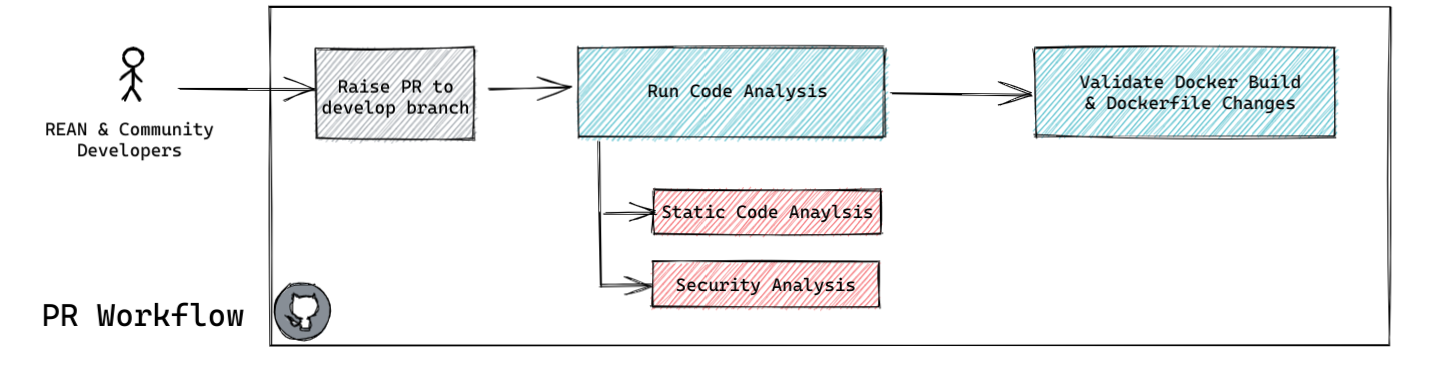 Raise PR to
develop branch
Run Code Analysis
Validate Docker Build
& Dockerfile Changes
REAN & Community
Developers
Static Code Anaylsis
Security Analysis
PR Workflow